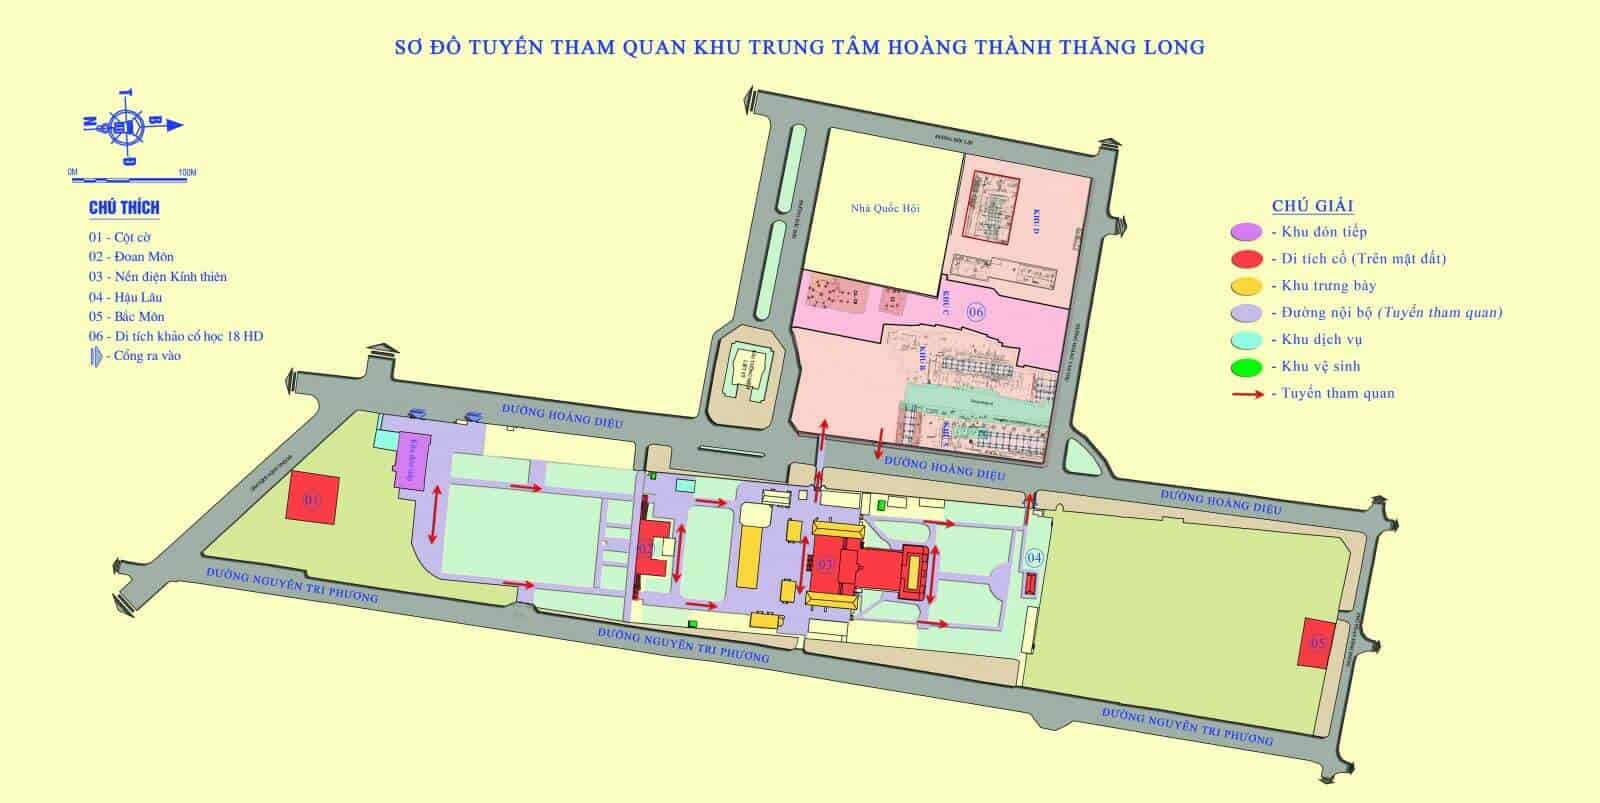 SƠ ĐỒ TUYẾN THAM QUAN KHU TRUNG TÂM HOÀNG THÀNH THĂNG LONG
T
N
B
Đ
0M
100M
CHÚ THÍCH
01 - Cột cờ
02 - Đoan Môn
03 - Nền điện Kính thiên
04 - Hậu Lâu
05 - Bắc Môn
06 - Di tích khảo cổ học 18 HD
- Cổng ra vào
CHÚ GIẢI
- Khu đón tiếp
- Di tích cổ (Trên mặt đất)
- Khu trưng bày
- Đường nội bộ (Tuyến tham quan)
- Khu dịch vụ
- Khu vệ sinh
- Tuyến tham quan
Nhà Quốc Hội
KHU D
KHU C
06
KHU B
ĐƯỜNG HOÀNG DIỆU
ĐƯỜNG HOÀNG DIỆU
ĐƯỜNG HOÀNG DIỆU
01
02
03
04
05
ĐƯỜNG NGUYỄN TRI PHƯƠNG
ĐƯỜNG NGUYỄN TRI PHƯƠNG
ĐƯỜNG NGUYỄN TRI PHƯƠNG